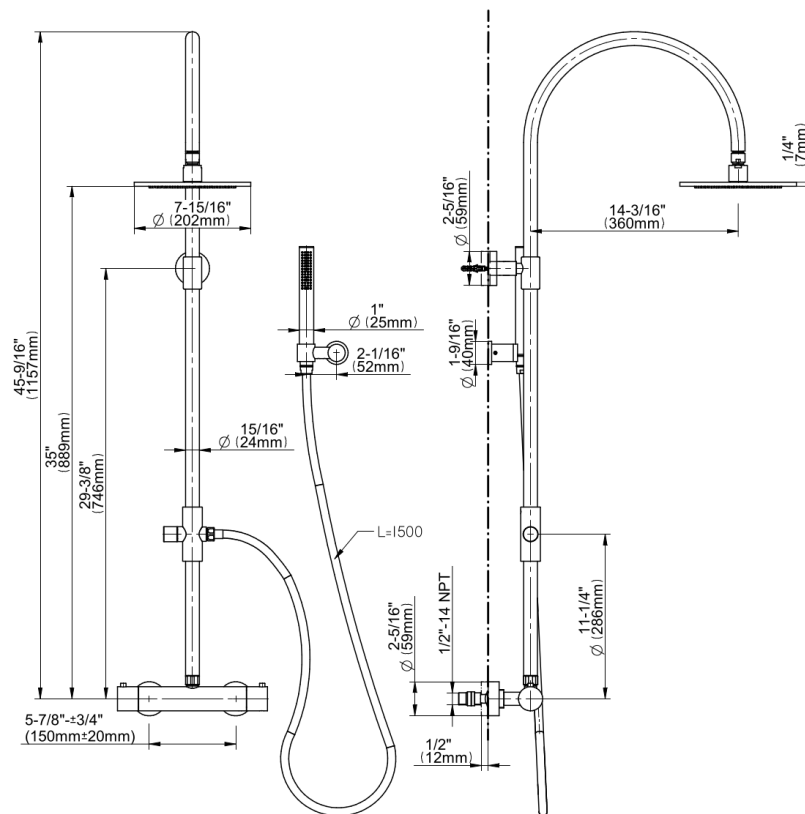 7-15/16"
Ø (202mm)
45-9/16"
(1157mm)
35"
(889mm)
29-3/8"
(746mm)
1"
Ø (25mm)
2-1/16"
(52mm)
15/16"
Ø (24mm)
L=1500
5-7/8"-±3/4"
(150mm±20mm)
1/4"
(7mm)
14-3/16"
(360mm)
2-5/16"
Ø (59mm)
1-9/16"
Ø (40mm)
11-1/4"
Ø (286mm)
2-5/16"
Ø (59mm)
1/2"-14 NPT
1/2"
(12mm)